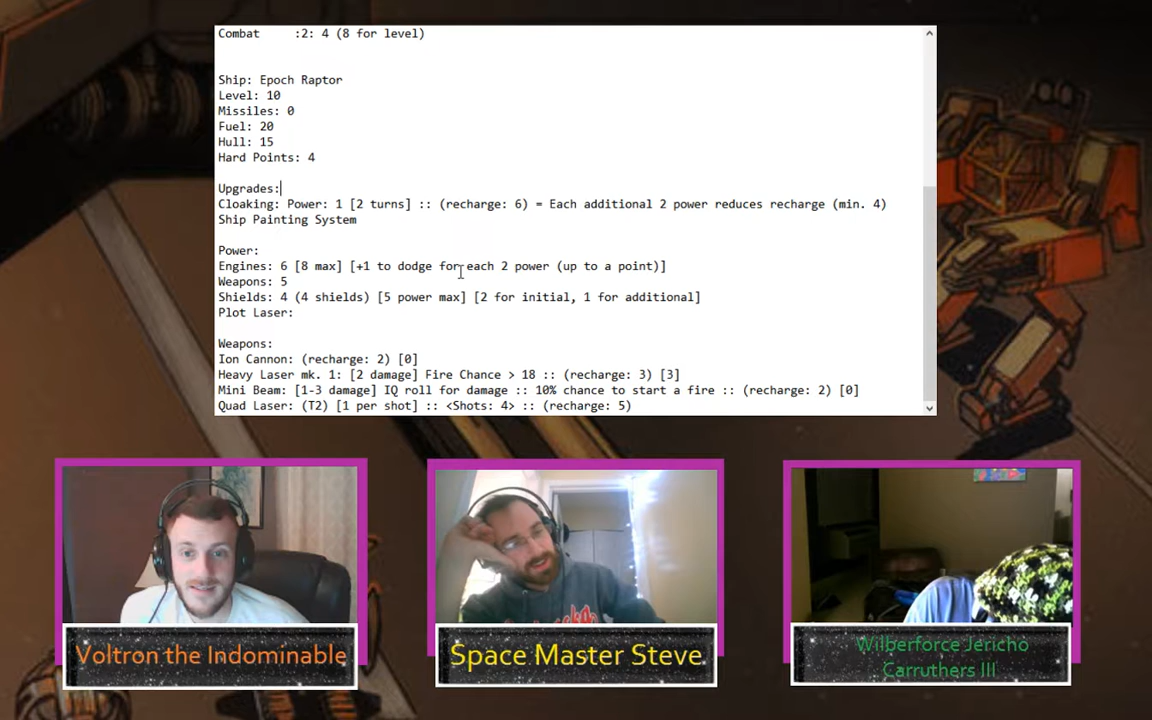 Combat    :2: 4 (8 for level)
Ship: Epoch Raptor
Level: 10
Missiles: 0
Fuel: 20
Hull: 15
Hard Points: 4
Upgrades:
Cloaking: Power: 1 [2 turns] :: (recharge: 6) = Each additional 2 power reduces recharge (min. 4)
Ship Painting System
Power:
Engines: 6 [8 max] [+1 to dodge for each 2 power (up to a point)]
Weapons: 5
Shields: 4 (4 shields) [5 power max] [2 for initial, 1 for additional]
Plot Laser:
Weapons:
Ion Cannon: (recharge: 2) [0]
Heavy Laser mk. 1: [2 damage] Fire Chance > 18 :: (recharge: 3) [3]
Mini Beam: [1-3 damage] IQ roll for damage :: 10% chance to start a fire :: (recharge: 2) [0]
Quad Laser: (T2) [1 per shot] :: <Shots: 4> :: (recharge: 5)
Voltron the Indominable
Space Master Steve
Wilberforce Jericho
Carruthers III